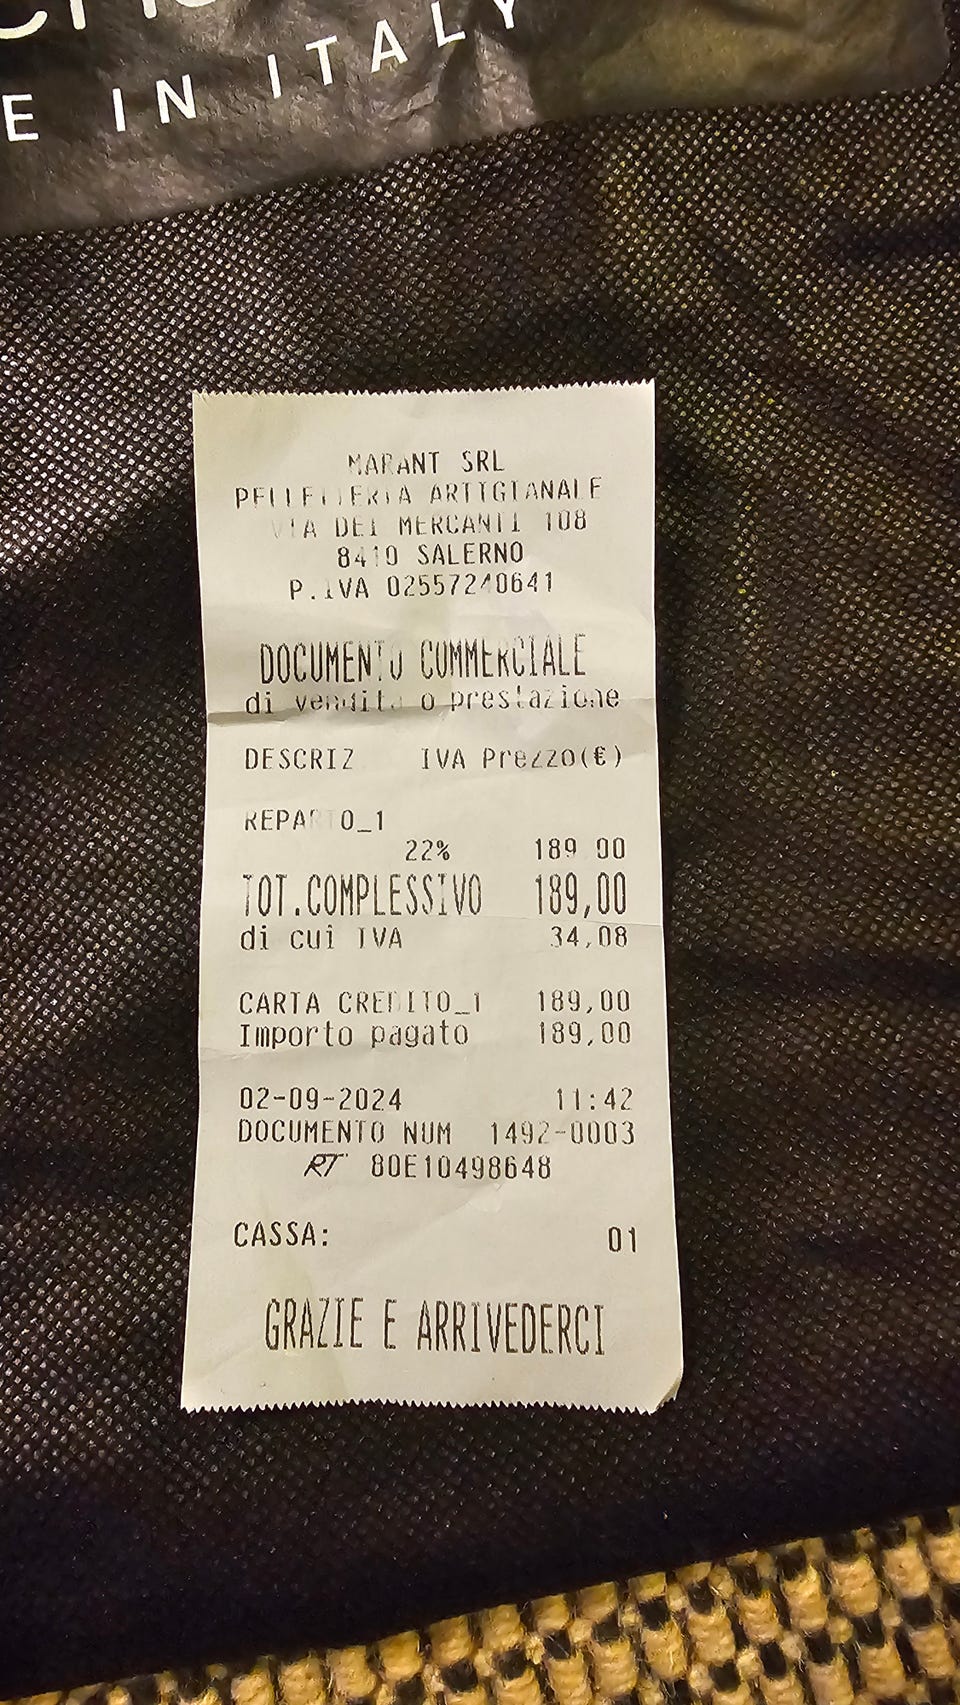 E IN ITALY
MARANT SRL
PELLETTERIA ARTIGIANALE
VIA DEI MERCANTI 108
8410 SALERNO
P.IVA 02557240641
DOCUMENTO COMMERCIALE
di vendita o prestazione
DESCRIZ IVA Prezzo(€)
REPARTO_1
22% 189 00
TOT.COMPLESSIVO 189,00
di cui IVA 34,08
CARTA CREDITO_1 189,00
Importo pagato 189,00
02-09-2024 11:42
DOCUMENTO NUM 1492-0003
RT 80E10498648
CASSA: 01
GRAZIE E ARRIVEDERCI